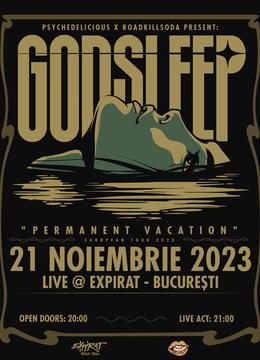 PSYCHEDELICIOUS X ROADKILLSODA PRESENT:
GODSLEEP
"PERMANENT VACATION"
EUROPEAN TOUR 2023
21 NOIEMBRIE 2023
LIVE @ EXPIRAT - BUCUREȘTI
OPEN DOORS: 20:00
LIVE ACT: 21:00
EXPIRAT